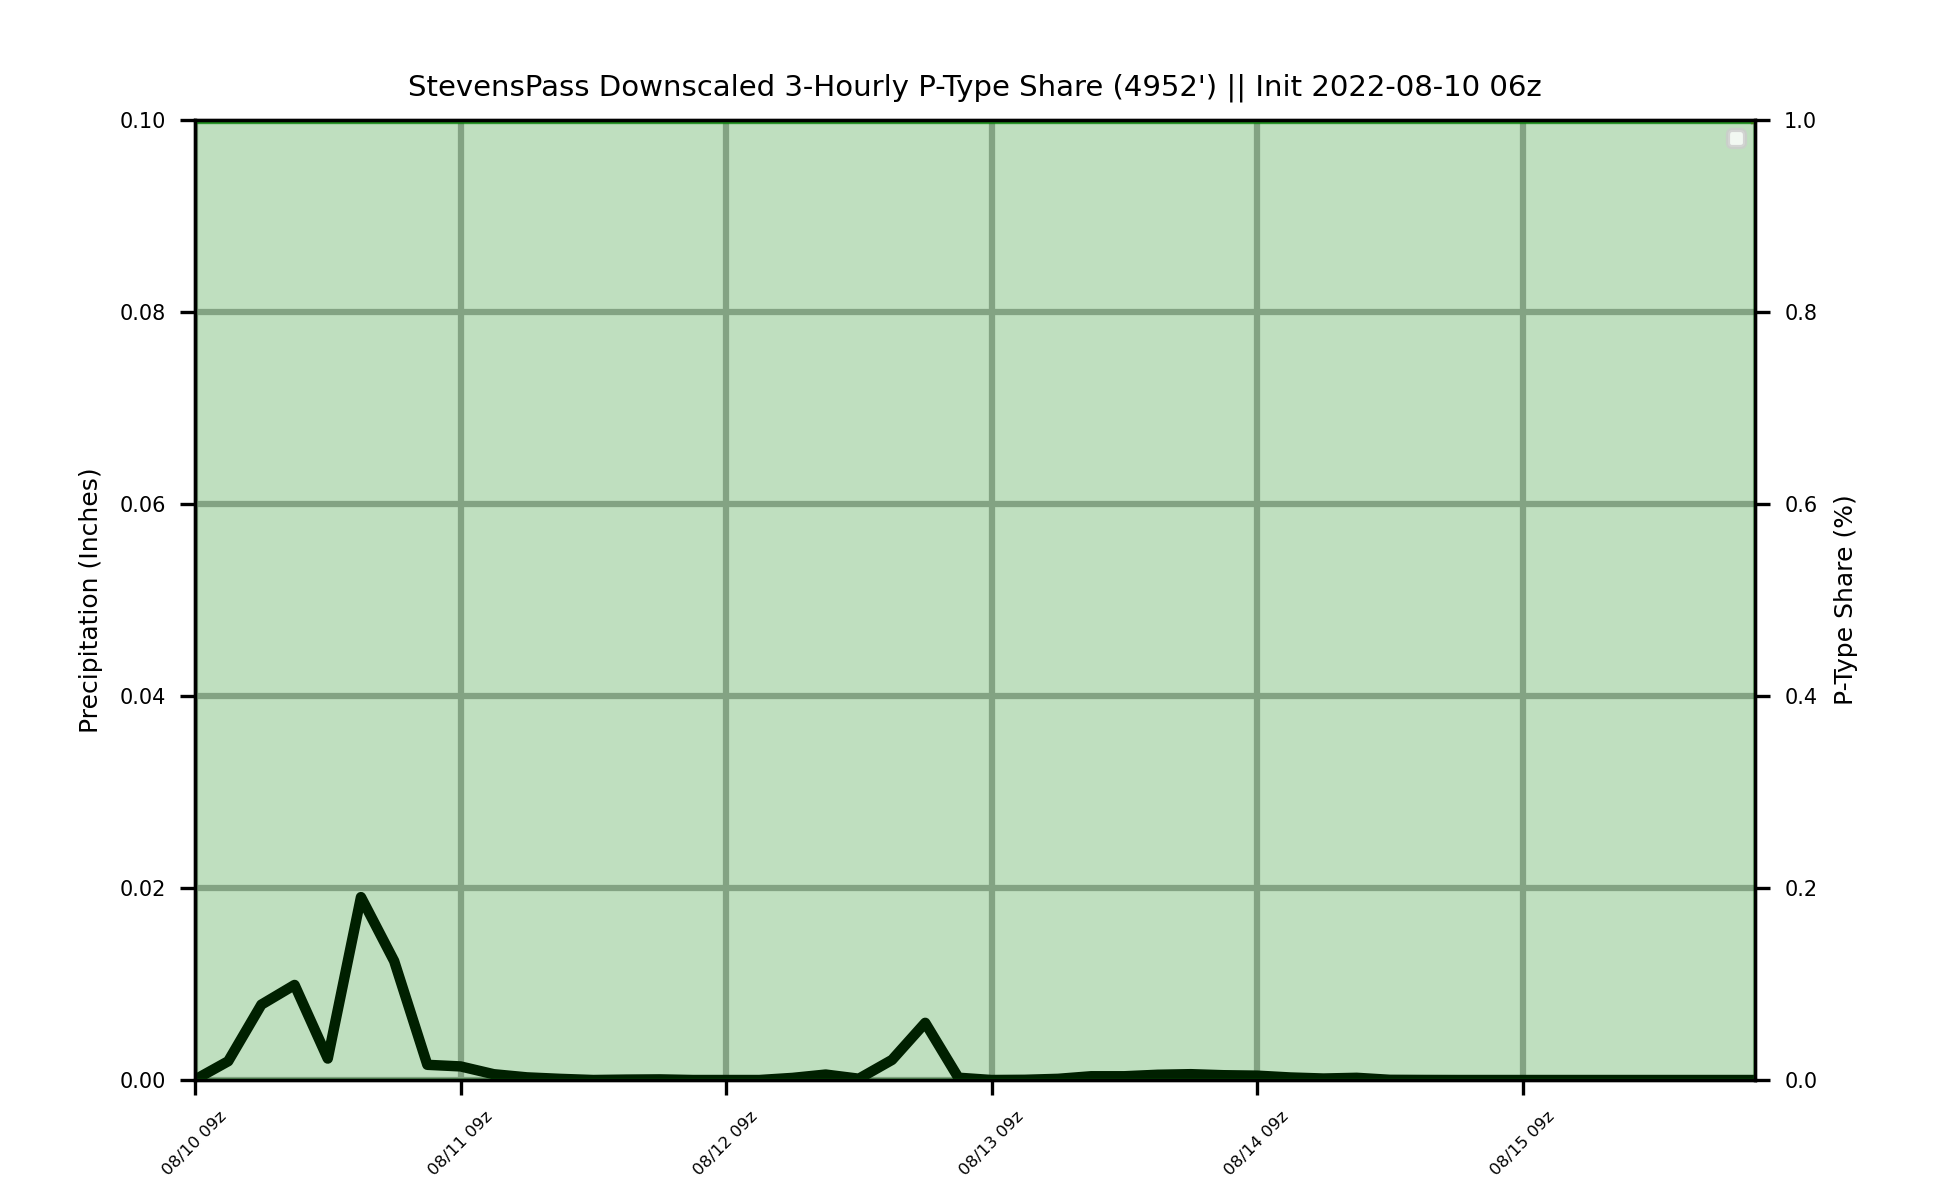 StevensPass Downscaled 3-Hourly P-Type Share (4952') || Init 2022-08-10 06z
0.10
0.08
0.06
0.04
0.02
0.00
Precipitation (Inches)
1.0
0.8
0.6
0.4
0.2
0.0
P-Type Share (%)
08/10 09z
08/11 09z
08/12 09z
08/13 09z
08/14 09z
08/15 09z